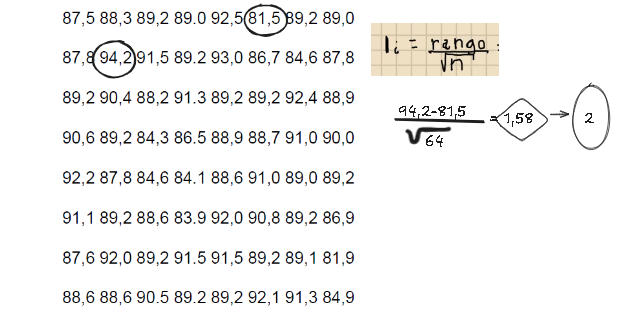 87,5 88,3 89,2 89.0 92,5 81,5 89,2 89,0
87,8 94,2 91,5 89.2 93,0 86,7 84,6 87,8
89,2 90,4 88,2 91.3 89,2 89,2 92,4 88,9
90,6 89,2 84,3 86.5 88,9 88,7 91,0 90,0
92,2 87,8 84,6 84.1 88,6 91,0 89,0 89,2
91,1 89,2 88,6 83.9 92,0 90,8 89,2 86,9
87,6 92,0 89,2 91.5 91,5 89,2 89,1 81,9
88,6 88,6 90.5 89.2 89,2 92,1 91,3 84,9
Ii = rango
√n
94,2-81,5
√64
= 1,58 → 2